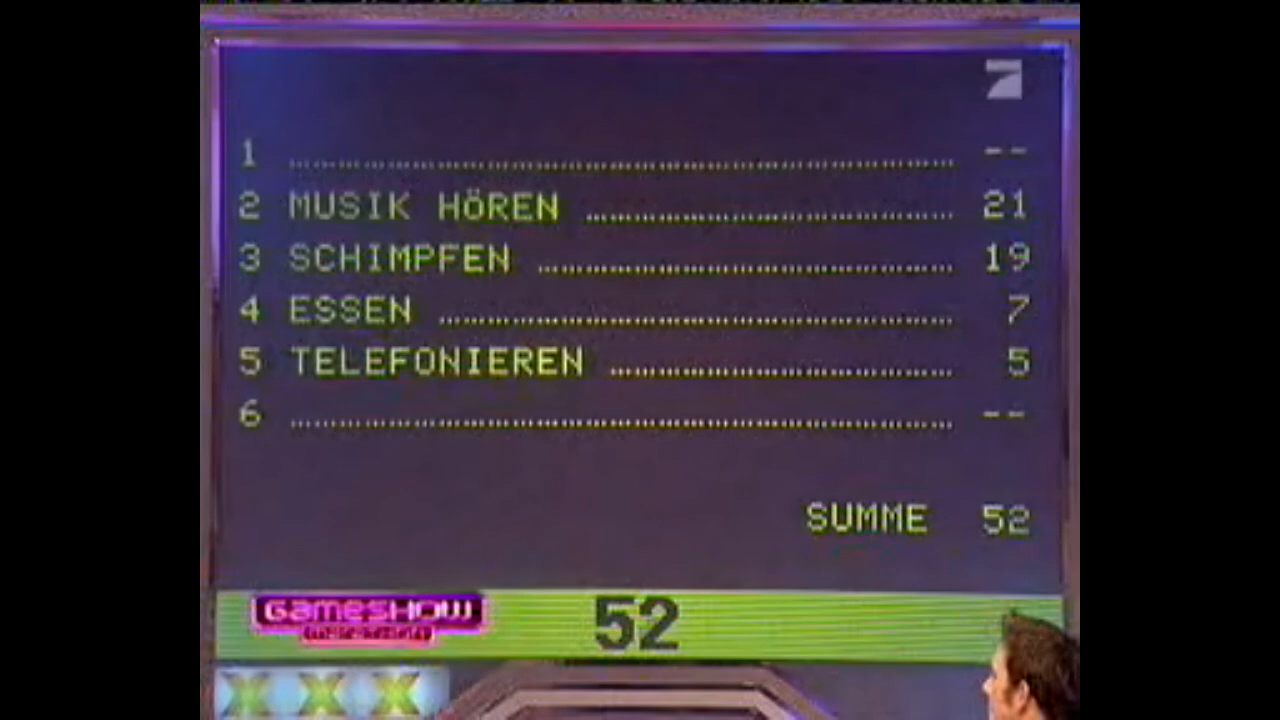 7
1 ........................................................ --
2 MUSIK HÖREN ............................... 21
3 SCHIMPFEN ................................... 19
4 ESSEN ........................................... 7
5 TELEFONIEREN ............................. 5
6 ........................................................ --
SUMME 52
GAMESHOW
52
X X X